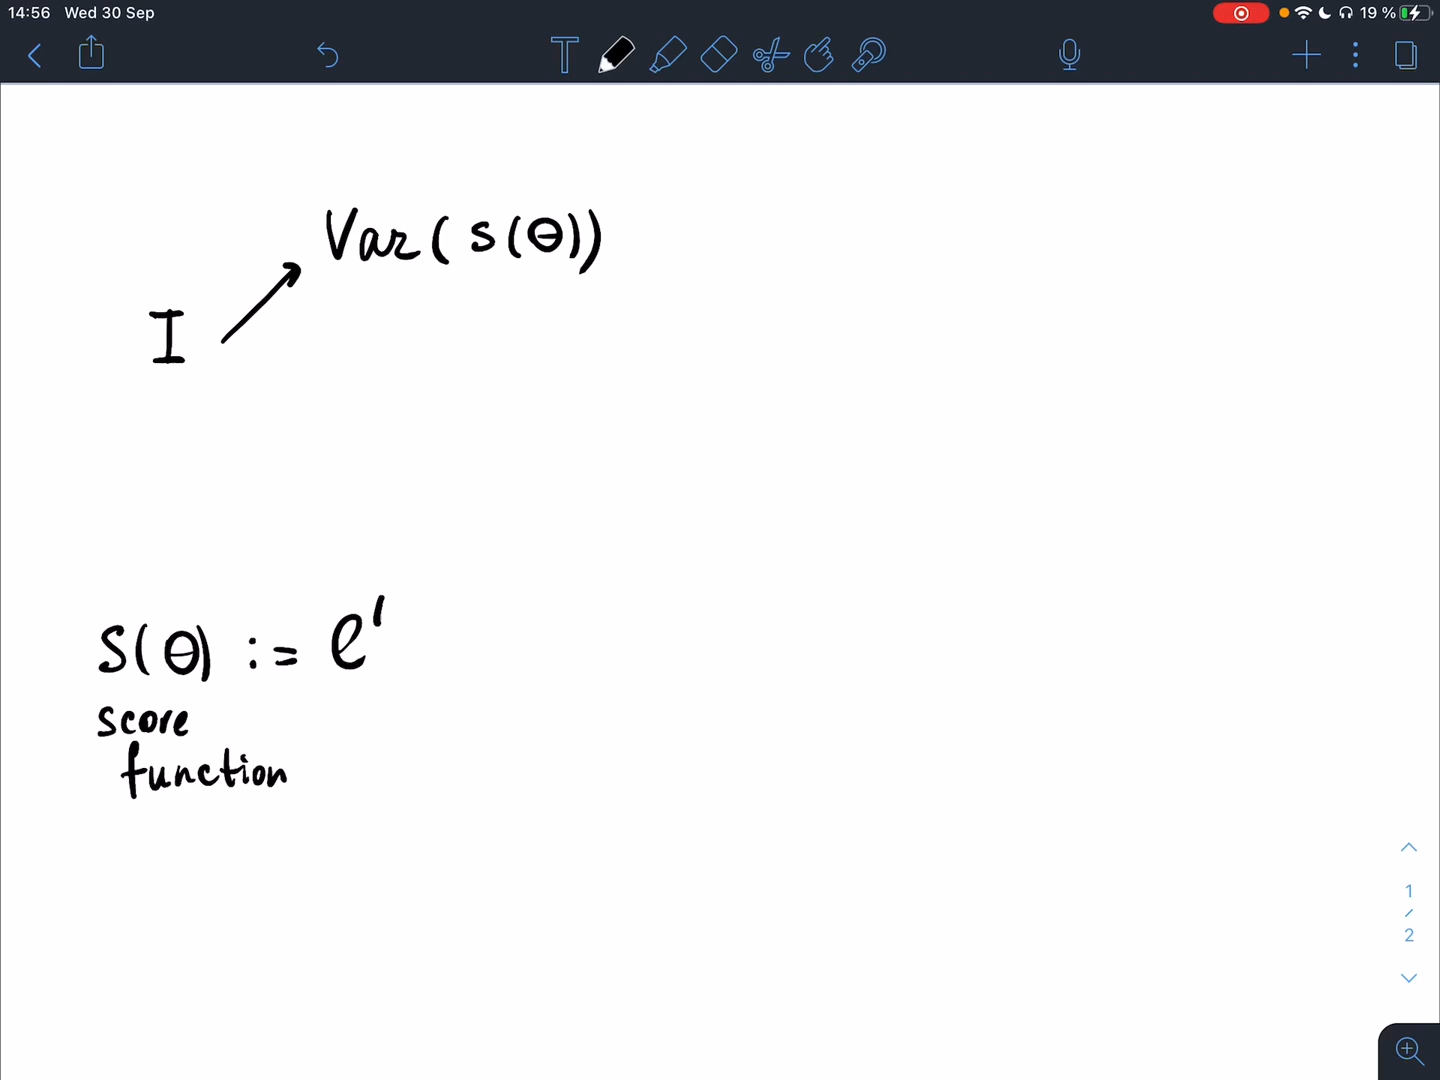 14:56 Wed 30 Sep 19 %
T
Var(s(θ))
I
S(θ) := ℓ'
score
function
1
/
2